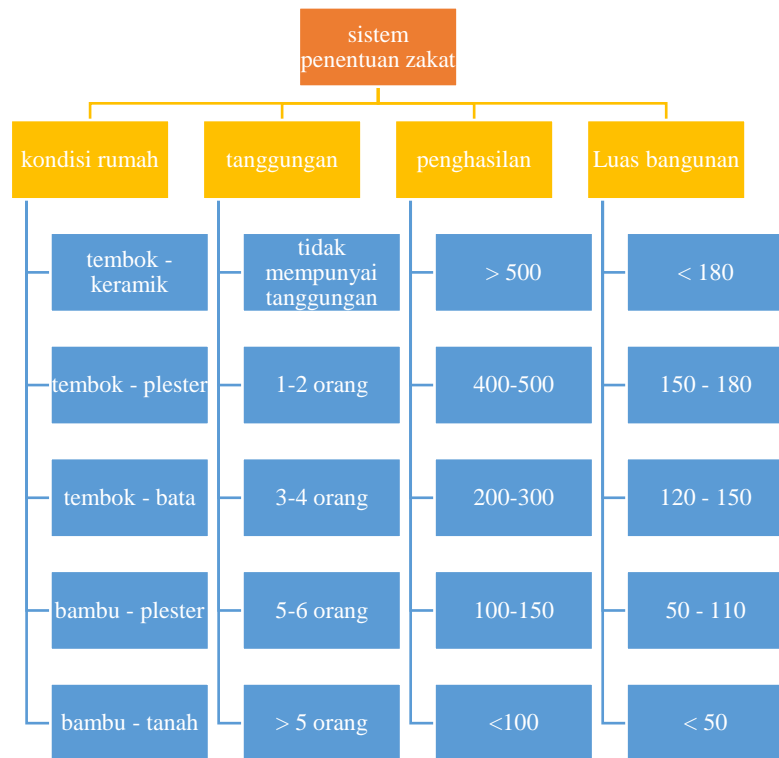 sistem
penentuan zakat
kondisi rumah
tembok -
keramik
tembok - plester
tembok - bata
bambu - plester
bambu - tanah
tanggungan
tidak
mempunyai
tanggungan
1-2 orang
3-4 orang
5-6 orang
> 5 orang
penghasilan
> 500
400-500
200-300
100-150
<100
Luas bangunan
< 180
150 - 180
120 - 150
50 - 110
< 50